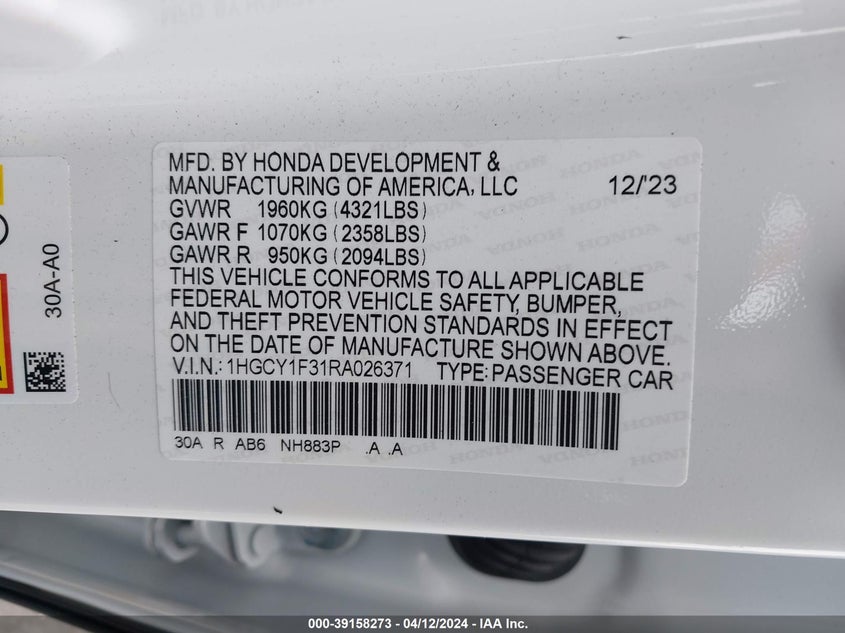 MFD. BY HONDA DEVELOPMENT &
MANUFACTURING OF AMERICA, LLC 12/'23
GVWR 1960KG (4321LBS)
GAWR F 1070KG (2358LBS)
GAWR R 950KG (2094LBS)
THIS VEHICLE CONFORMS TO ALL APPLICABLE
FEDERAL MOTOR VEHICLE SAFETY, BUMPER,
AND THEFT PREVENTION STANDARDS IN EFFECT
ON THE DATE OF MANUFACTURE SHOWN ABOVE.
V.I.N.: 1HGCY1F31RA026371 TYPE: PASSENGER CAR
30A R AB6 NH883P .A .A
30A-A0
000-39158273 - 04/12/2024 - IAA Inc.